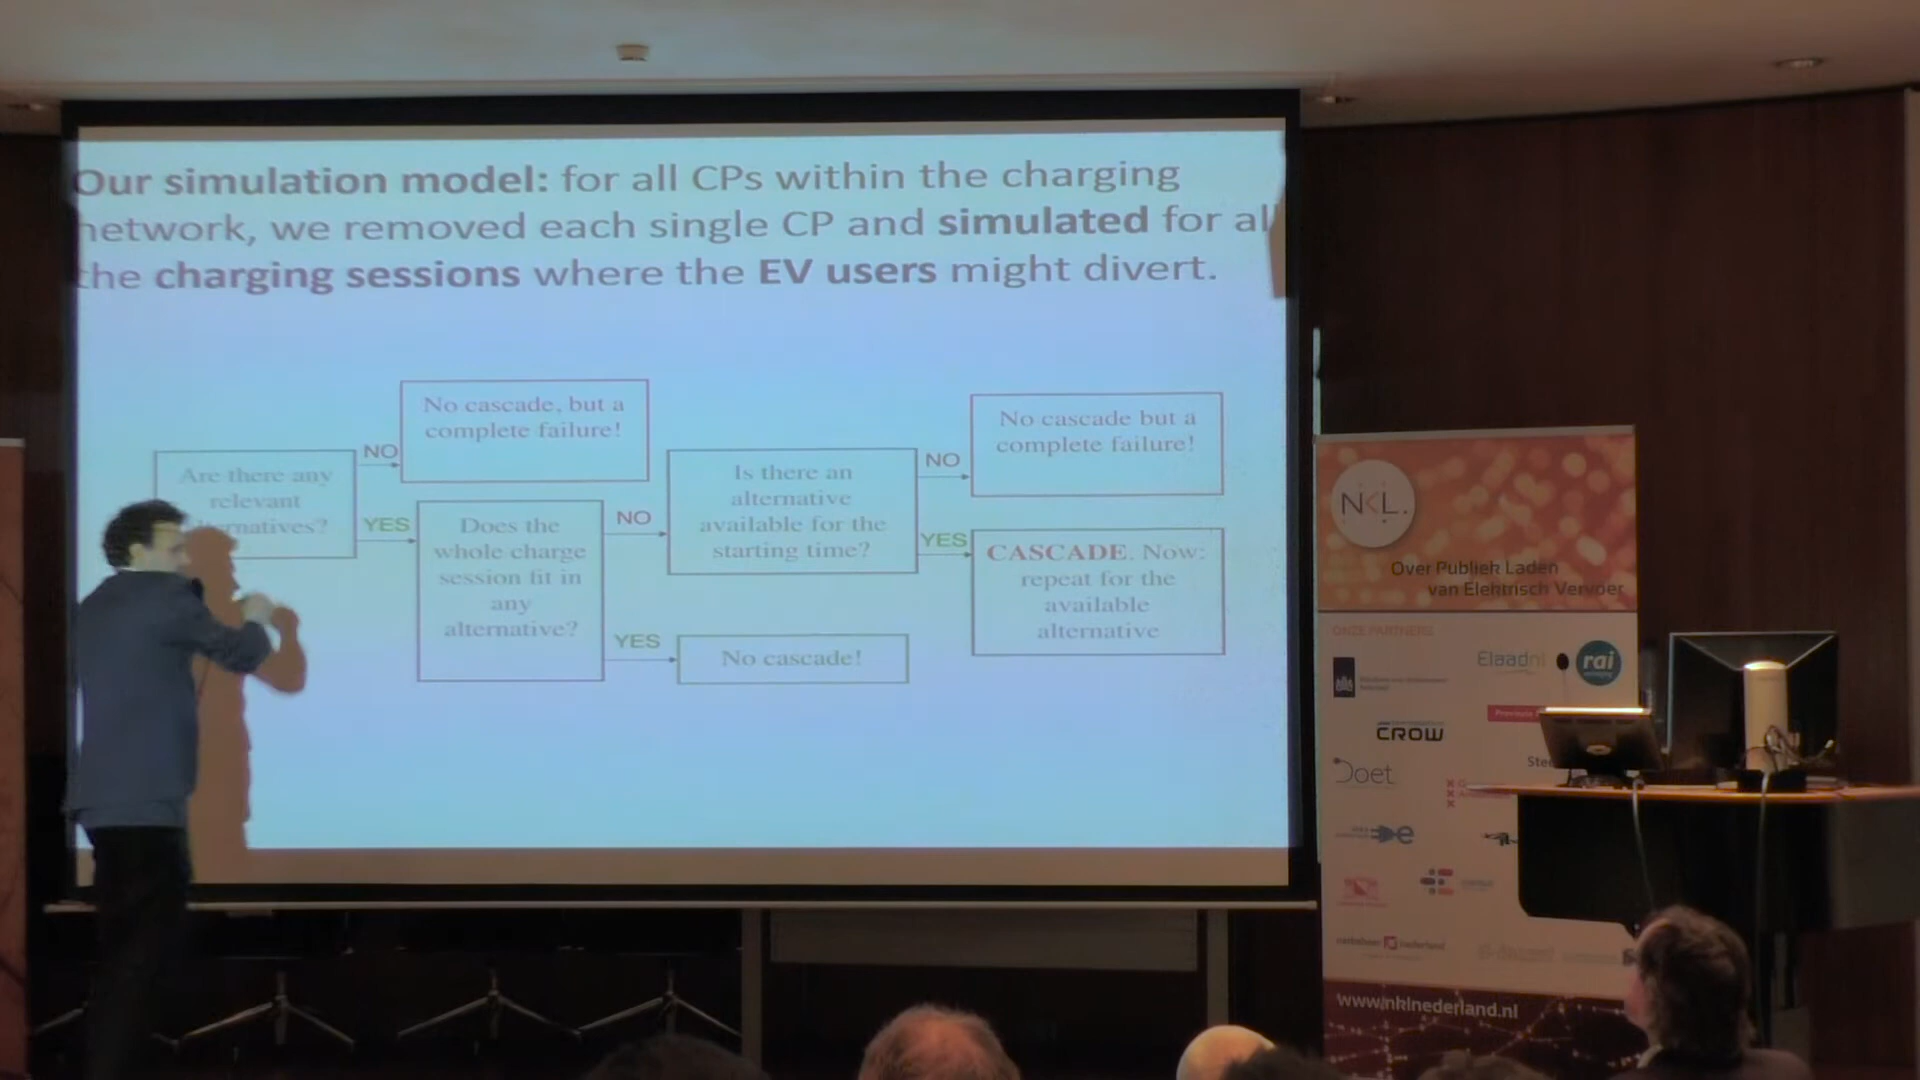 Our simulation model: for all CPs within the charging
network, we removed each single CP and simulated for all
the charging sessions where the EV users might divert.
No cascade, but a
complete failure!
No cascade but a
complete failure!
NO
Are there any
relevant
NO
Is there an
alternative
available for the
starting time?
YES
Does the
whole charge
session fit in
any
alternative?
NO
YES
CASCADE. Now:
repeat for the
available
alternative
YES
No cascade!
NKL.
Over Publiek Laden
van Elektrisch Vervoer
ONZE PARTNERS
Elaadnl
rai
CROW
Doet
e
nederland
www.nklnederland.nl